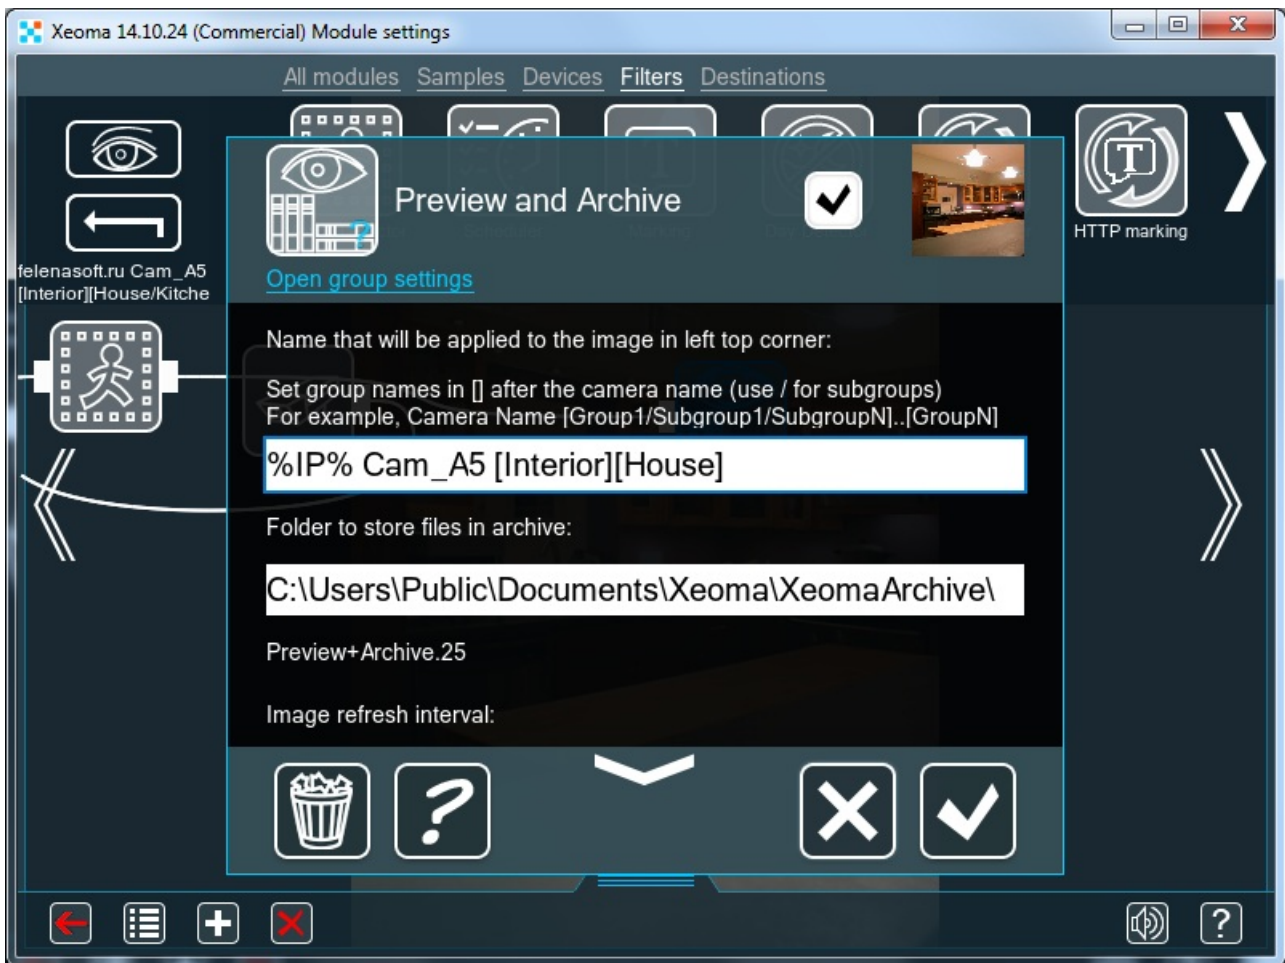 Xeoma 14.10.24 (Commercial) Module settings
All modules Samples Devices Filters Destinations
Preview and Archive
HTTP marking
felenasoft.ru Cam_A5
[Interior][House/Kitche
Open group settings
Name that will be applied to the image in left top corner:
Set group names in [] after the camera name (use / for subgroups)
For example, Camera Name [Group1/Subgroup1/SubgroupN]..[GroupN]
%IP% Cam_A5 [Interior][House]
Folder to store files in archive:
C:\Users\Public\Documents\Xeoma\XeomaArchive\
Preview+Archive.25
Image refresh interval: